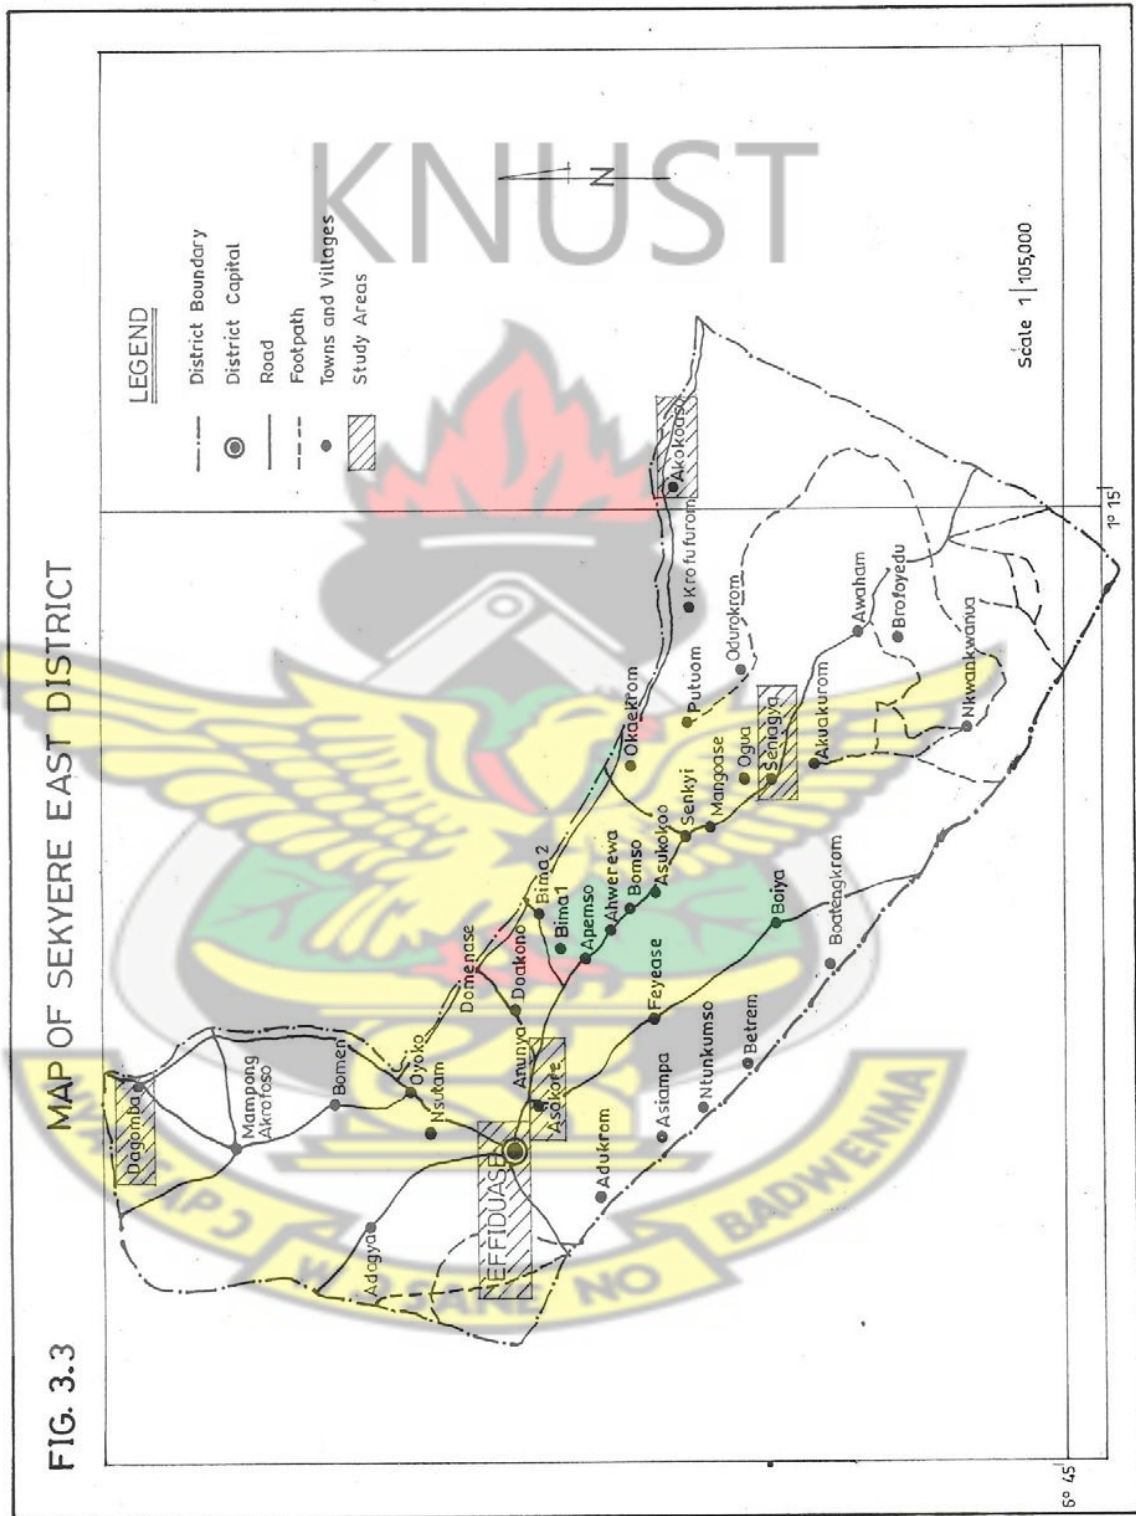 FIG. 3.3
MAP OF SEKYERE EAST DISTRICT
LEGEND
District Boundary
District Capital
Road
Footpath
Towns and Villages
Study Areas
N
KNUST
Dagomba
Mampong
Akrofoso
Bomen
Oyoko
Nsutam
Adagya
EFFIDUASE
Asokore
Anunya
Domenase
Doakono
Bima 2
Bima1
Apemso
Ahwerewa
Bomso
Asukokoo
Senkyi
Mangoase
Okaekrom
Putuom
Krofufurom
Akokoaso
Odurokrom
Ogua
Seniagya
Akuakurom
Awaham
Brofoyedu
Nkwankwanua
Adukrom
Asiampa
Ntunkumso
Betrem
Feyease
Boiya
Boatengkrom
Scale 1|105,000
1° 15'
6° 45'
W SANE NO
BADWENMA